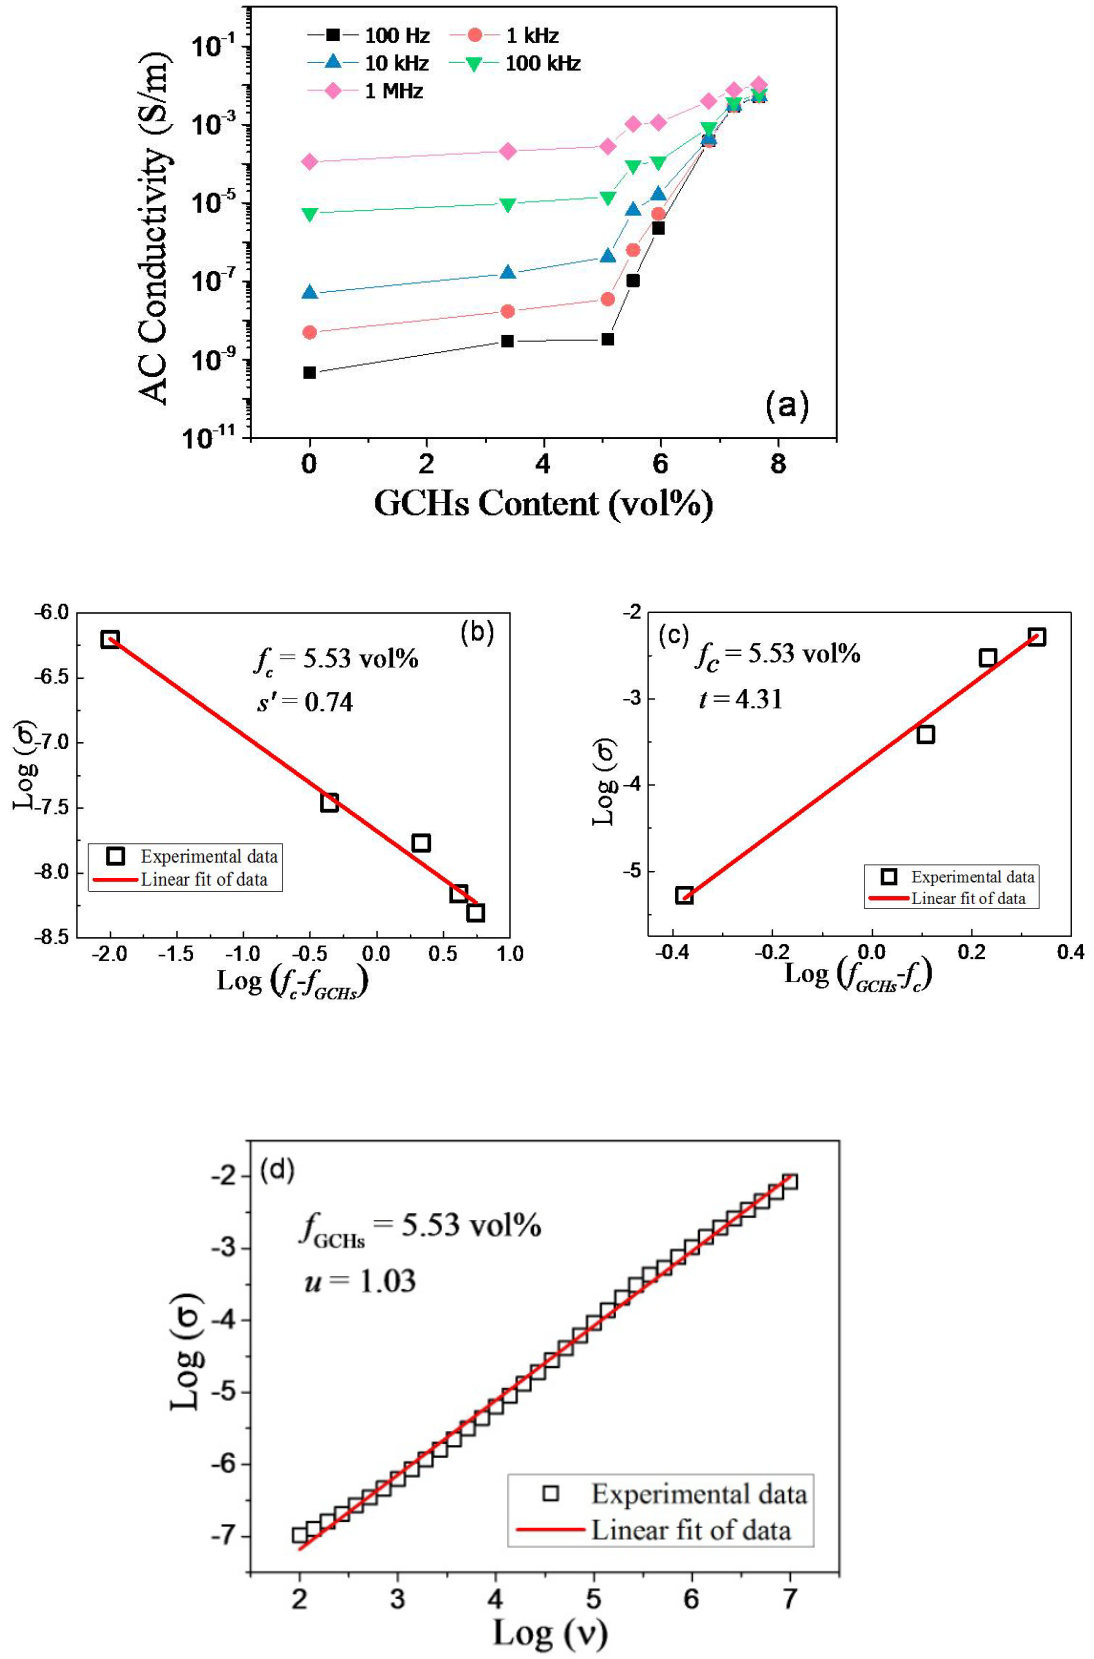 100 Hz 1 kHz
10 kHz 100 kHz
1 MHz
AC Conductivity (S/m)
10⁻¹
10⁻³
10⁻⁵
10⁻⁷
10⁻⁹
10⁻¹¹
(a)
0 2 4 6 8
GCHs Content (vol%)
(b)
f_c = 5.53 vol%
s' = 0.74
Log (σ)
-6.0
-6.5
-7.0
-7.5
-8.0
-8.5
Experimental data
Linear fit of data
-2.0 -1.5 -1.0 -0.5 0.0 0.5 1.0
Log (f_c-f_GCHs)
(c)
f_C = 5.53 vol%
t = 4.31
Log (σ)
-2
-3
-4
-5
Experimental data
Linear fit of data
-0.4 -0.2 0.0 0.2 0.4
Log (f_GCHs-f_c)
(d)
f_GCHs = 5.53 vol%
u = 1.03
Log (σ)
-2
-3
-4
-5
-6
-7
Experimental data
Linear fit of data
2 3 4 5 6 7
Log (ν)